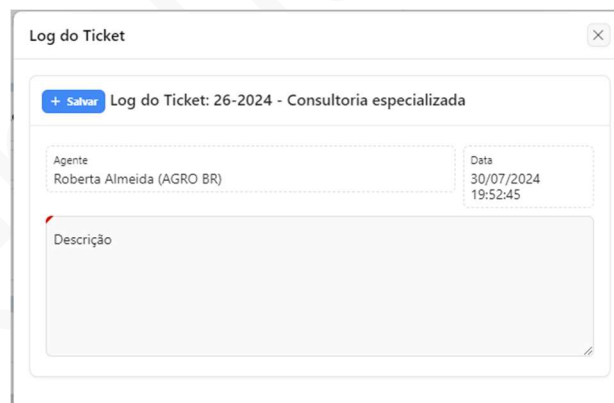 Log do Ticket
+ Salvar Log do Ticket: 26-2024 - Consultoria especializada
Agente
Roberta Almeida (AGRO BR)
Data
30/07/2024
19:52:45
Descrição